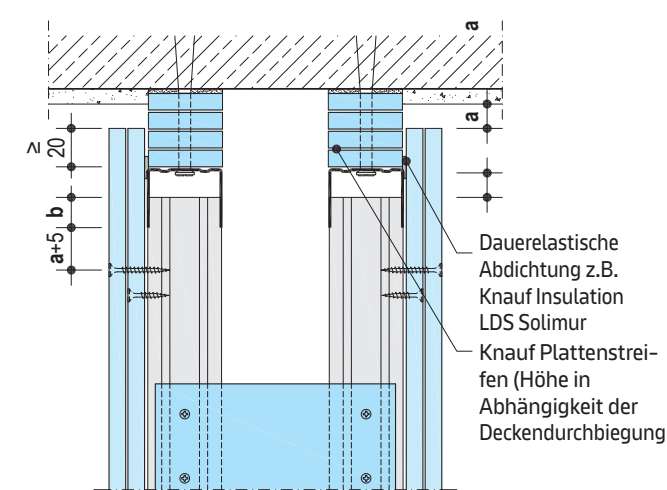 a
a
≥ 20
b
a+5
Dauerelastische
Abdichtung z.B.
Knauf Insulation
LDS Solimur
Knauf Plattenstrei-
fen (Höhe in
Abhängigkeit der
Deckendurchbiegung